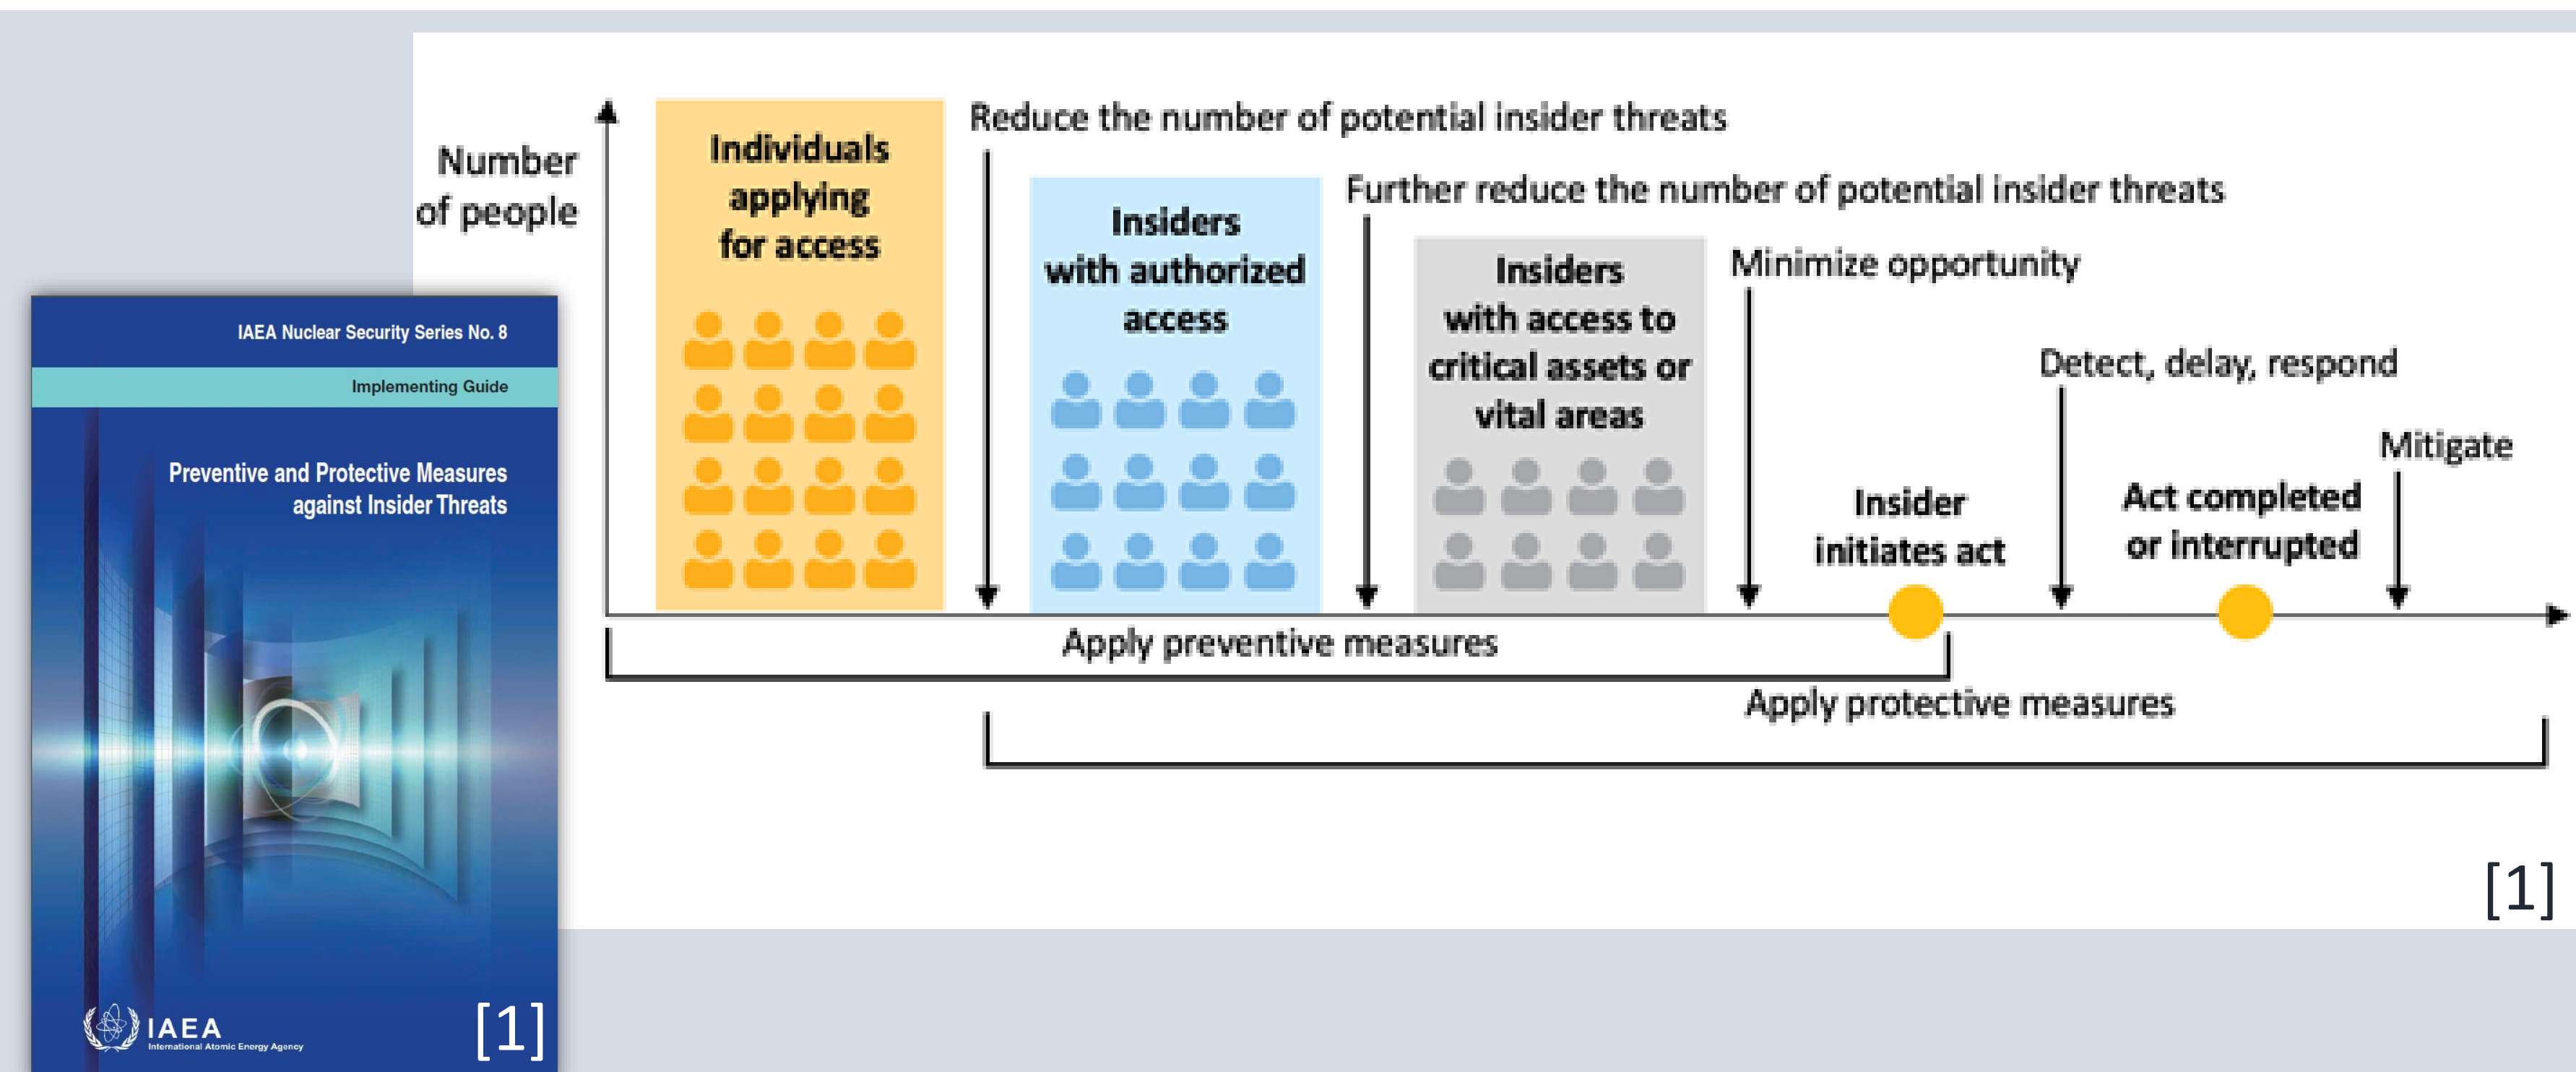 Number
of people
Individuals
applying
for access
Reduce the number of potential insider threats
Insiders
with authorized
access
Further reduce the number of potential insider threats
Insiders
with access to
critical assets or
vital areas
Minimize opportunity
Insider
initiates act
Detect, delay, respond
Act completed
or interrupted
Mitigate
Apply preventive measures
Apply protective measures
[1]
IAEA Nuclear Security Series No. 8
Implementing Guide
Preventive and Protective Measures
against Insider Threats
IAEA
International Atomic Energy Agency
[1]